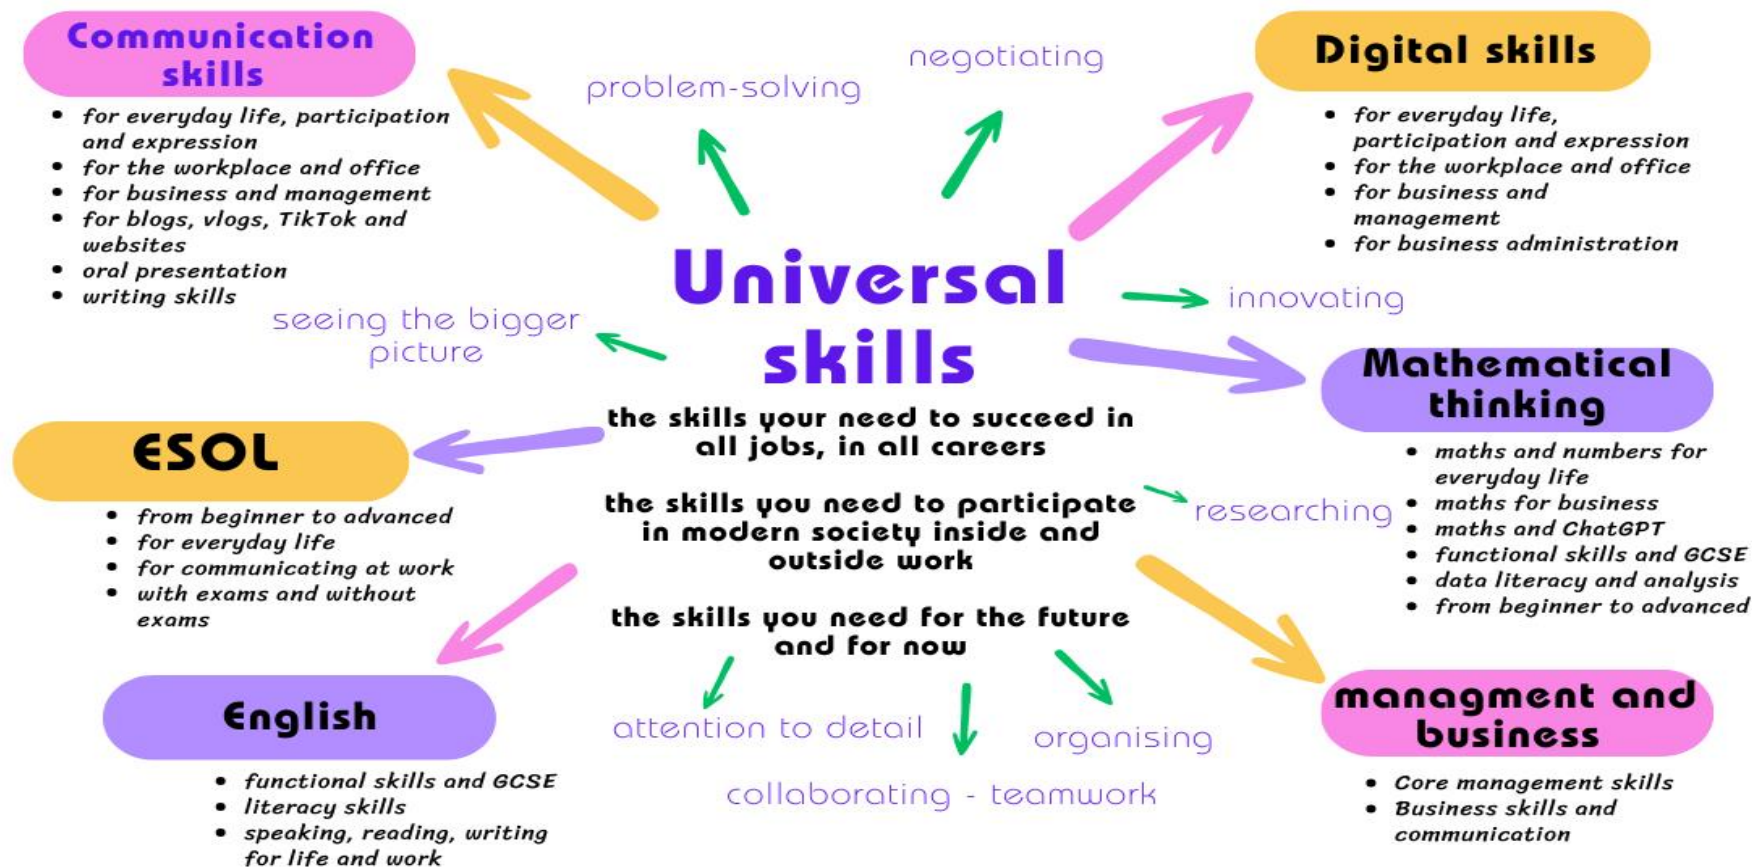 Communication
skills
• for everyday life, participation
and expression
• for the workplace and office
• for business and management
• for blogs, vlogs, TikTok and
websites
• oral presentation
• writing skills
problem-solving
negotiating
Digital skills
• for everyday life,
participation and expression
• for the workplace and office
• for business and
management
• for business administration
seeing the bigger
picture
Universal
skills
innovating
the skills your need to succeed in
all jobs, in all careers
the skills you need to participate
in modern society inside and
outside work
the skills you need for the future
and for now
Mathematical
thinking
• maths and numbers for
everyday life
• maths for business
• maths and ChatGPT
• functional skills and GCSE
• data literacy and analysis
• from beginner to advanced
researching
ESOL
• from beginner to advanced
• for everyday life
• for communicating at work
• with exams and without
exams
English
• functional skills and GCSE
• literacy skills
• speaking, reading, writing
for life and work
attention to detail
collaborating - teamwork
organising
managment and
business
• Core management skills
• Business skills and
communication